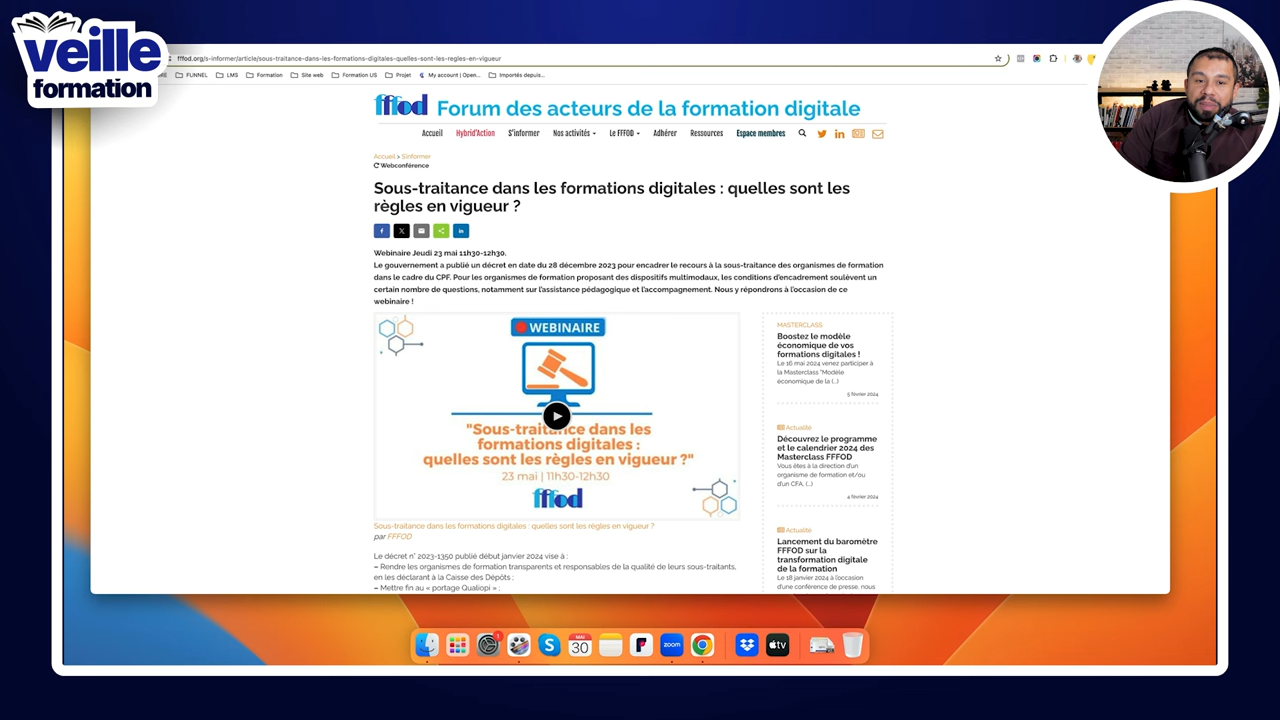 veille
formation
fffod.org/s-informer/article/sous-traitance-dans-les-formations-digitales-quelles-sont-les-regles-en-vigueur
FUNNEL
LMS
Formation
Site web
Formation US
Projet
My account | Open...
Importés depuis...
fffod Forum des acteurs de la formation digitale
Accueil
Hybrid'Action
S'informer
Nos activités
Le FFFOD
Adhérer
Ressources
Espace membres
Accueil > S'informer
Webconférence
Sous-traitance dans les formations digitales : quelles sont les
règles en vigueur ?
Webinaire Jeudi 23 mai 11h30-12h30.
Le gouvernement a publié un décret en date du 28 décembre 2023 pour encadrer le recours à la sous-traitance des organismes de formation
dans le cadre du CPF. Pour les organismes de formation proposant des dispositifs multimodaux, les conditions d'encadrement soulèvent un
certain nombre de questions, notamment sur l'assistance pédagogique et l'accompagnement. Nous y répondrons à l'occasion de ce
webinaire !
WEBINAIRE
"Sous-traitance dans les
formations digitales :
quelles sont les règles en vigueur ?"
23 mai | 11h30-12h30
fffod
Sous-traitance dans les formations digitales : quelles sont les règles en vigueur ?
par FFFOD
Le décret n° 2023-1350 publié début janvier 2024 vise à :
– Rendre les organismes de formation transparents et responsables de la qualité de leurs sous-traitants,
en les déclarant à la Caisse des Dépôts ;
– Mettre fin au « portage Qualiopi » ;
MASTERCLASS
Boostez le modèle
économique de vos
formations digitales !
Le 16 mai 2024 venez participer à
la Masterclass "Modèle
économique de la (...)
5 février 2024
Actualité
Découvrez le programme
et le calendrier 2024 des
Masterclass FFFOD
Vous êtes à la direction d'un
organisme de formation et/ou
d'un CFA, (...)
4 février 2024
Actualité
Lancement du baromètre
FFFOD sur la
transformation digitale
de la formation
Le 18 janvier 2024 à l'occasion
d'une conférence de presse, nous
1
MAI
30
zoom
tv